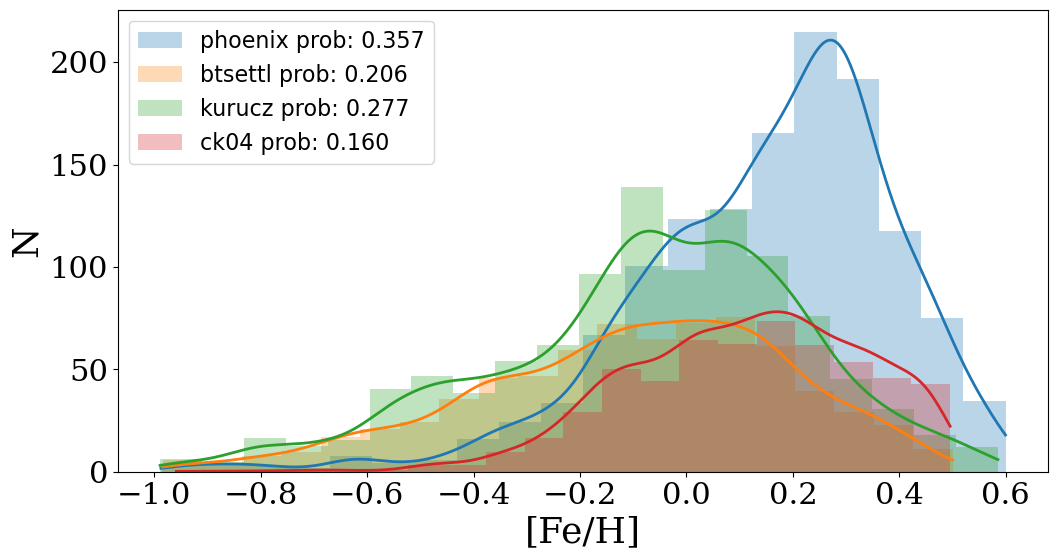 phoenix prob: 0.357
btsettl prob: 0.206
kurucz prob: 0.277
ck04 prob: 0.160
N
200
150
100
50
0
−1.0 −0.8 −0.6 −0.4 −0.2 0.0 0.2 0.4 0.6
[Fe/H]